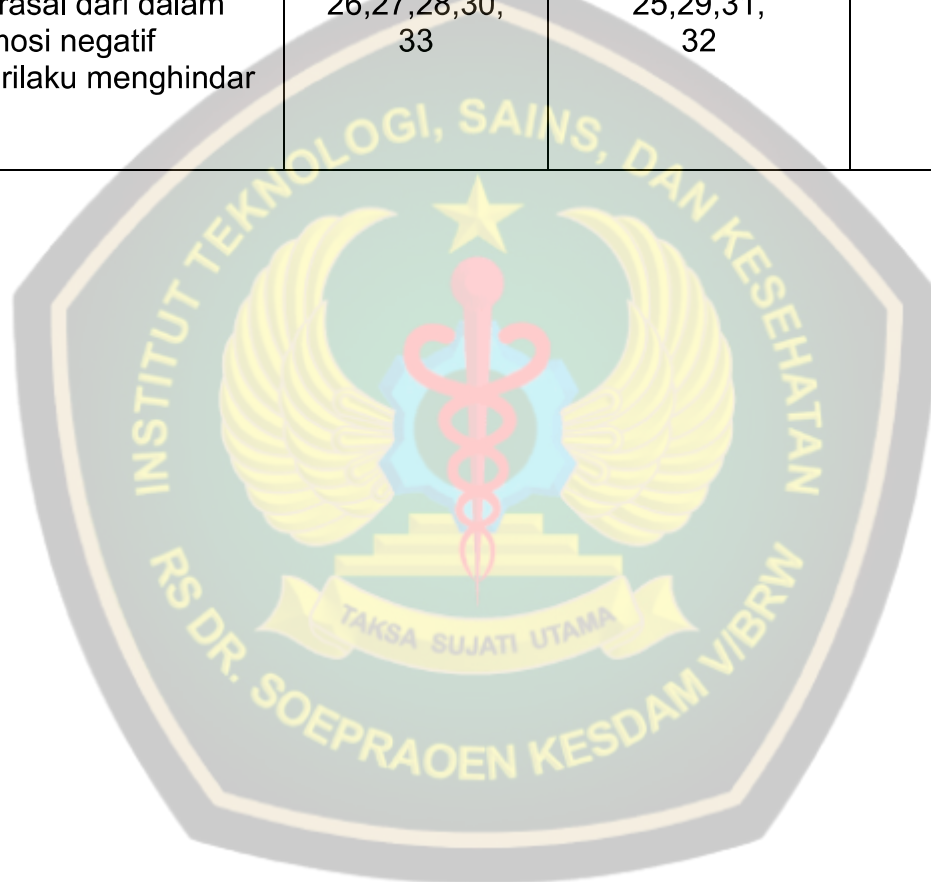 rasal dari dalam 26,27,28,30, 25,29,31,
mosi negatif 33 32
rilaku menghindar
INSTITUT TEKNOLOGI, SAINS, DAN KESEHATAN
TAKSA SUJATI UTAMA
RS DR. SOEPRAOEN KESDAM V/BRW